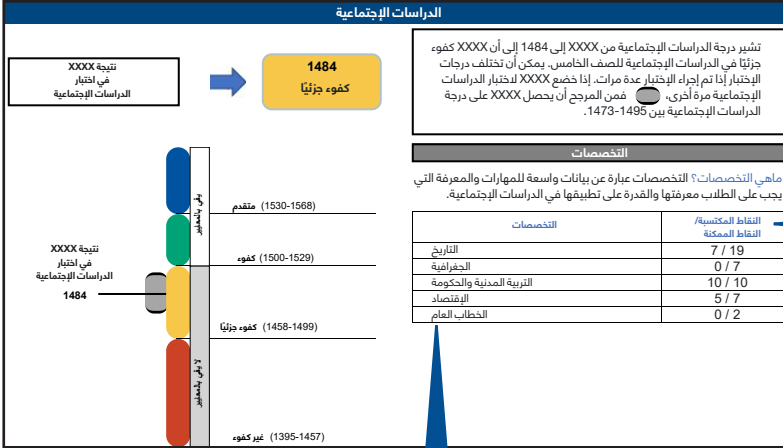 الدراسات الإجتماعية
تشير درجة الدراسات الإجتماعية من XXXX إلى 1484 إلى أن XXXX كفوء
جزئيًا في الدراسات الإجتماعية للصف الخامس. يمكن أن تختلف درجات
الإختبار إذا تم إجراء الإختبار عدة مرات. إذا خضع XXXX لاختبار الدراسات
الإجتماعية مرة أخرى، فمن المرجح أن يحصل XXXX على درجة
الدراسات الإجتماعية بين 1495-1473.
1484
كفوء جزئيًا
نتيجة XXXX
في اختبار
الدراسات الإجتماعية
التخصصات
ماهي التخصصات؟ التخصصات عبارة عن بيانات واسعة للمهارات والمعرفة التي
يجب على الطلاب معرفتها والقدرة على تطبيقها في الدراسات الإجتماعية.
النقاط المكتسبة/
النقاط الممكنة
التخصصات
7 / 19 التاريخ
0 / 7 الجغرافية
10 / 10 التربية المدنية والحكومة
5 / 7 الإقتصاد
0 / 2 الخطاب العام
يفي بالمعايير
لا يفي بالمعايير
(1530-1568) متقدم
(1500-1529) كفوء
(1458-1499) كفوء جزئيًا
(1395-1457) غير كفوء
نتيجة XXXX
في اختبار
الدراسات الإجتماعية
1484